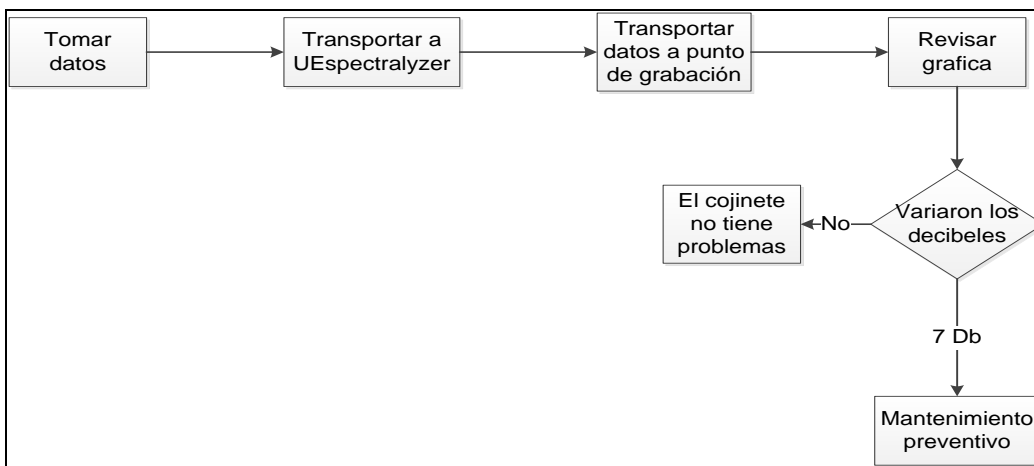 Tomar
datos
Transportar a
UEspectralyzer
Transportar
datos a punto
de grabación
Revisar
grafica
El cojinete
no tiene
problemas
No
Variaron los
decibeles
7 Db
Mantenimiento
preventivo